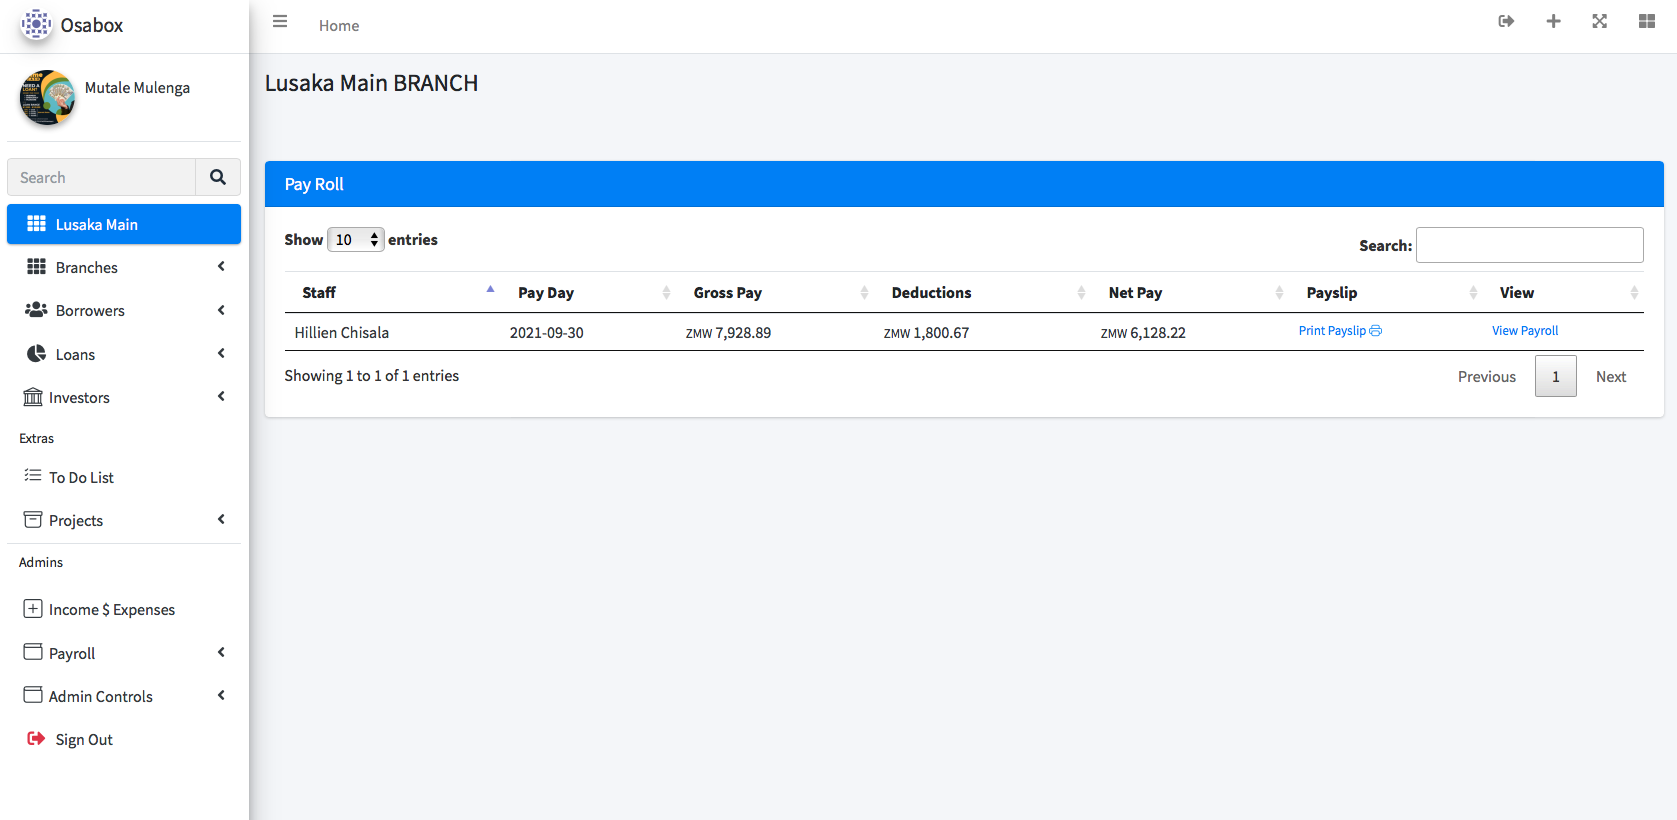 Osabox
Home
Mutale Mulenga
Lusaka Main BRANCH
Search
Lusaka Main
Branches
Borrowers
Loans
Investors
Extras
To Do List
Projects
Admins
Income $ Expenses
Payroll
Admin Controls
Sign Out
Pay Roll
Show 10 entries
Search:
Staff Pay Day Gross Pay Deductions Net Pay Payslip View
Hillien Chisala 2021-09-30 ZMW 7,928.89 ZMW 1,800.67 ZMW 6,128.22 Print Payslip View Payroll
Showing 1 to 1 of 1 entries
Previous 1 Next